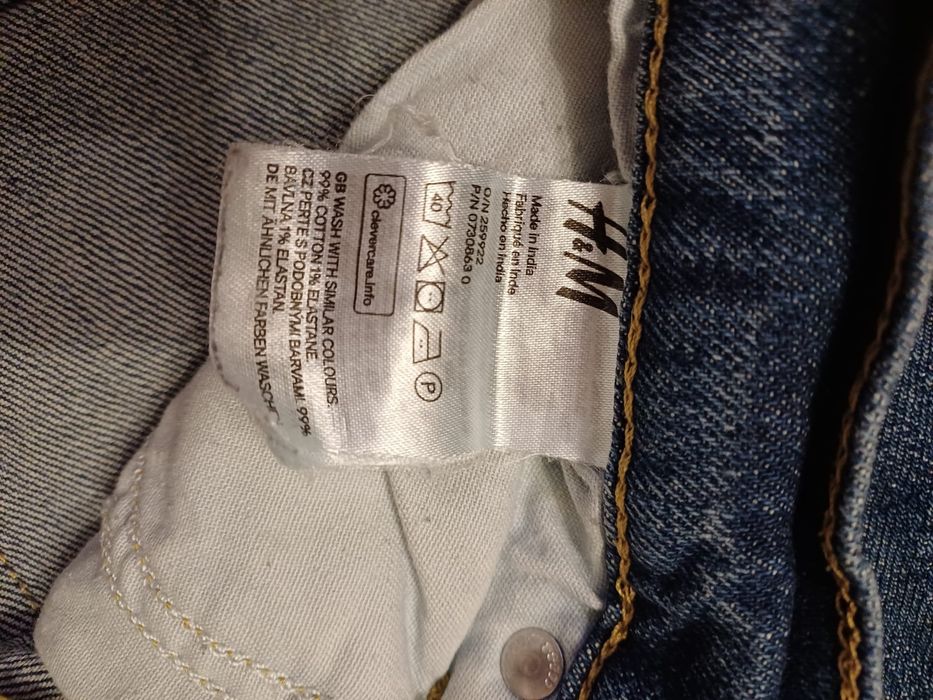 H&M
Made in India
Fabriqué en Inde
Hecho en India
O/N 259922
P/N 0730863 0
40
P
clevercare.info
GB WASH WITH SIMILAR COLOURS.
99% COTTON 1% ELASTANE.
CZ PERTE S PODOBNÝMI BARVAMI. 99%
BAVLNA 1% ELASTAN.
DE MIT ÄHNLICHEN FARBEN WASCHEN.